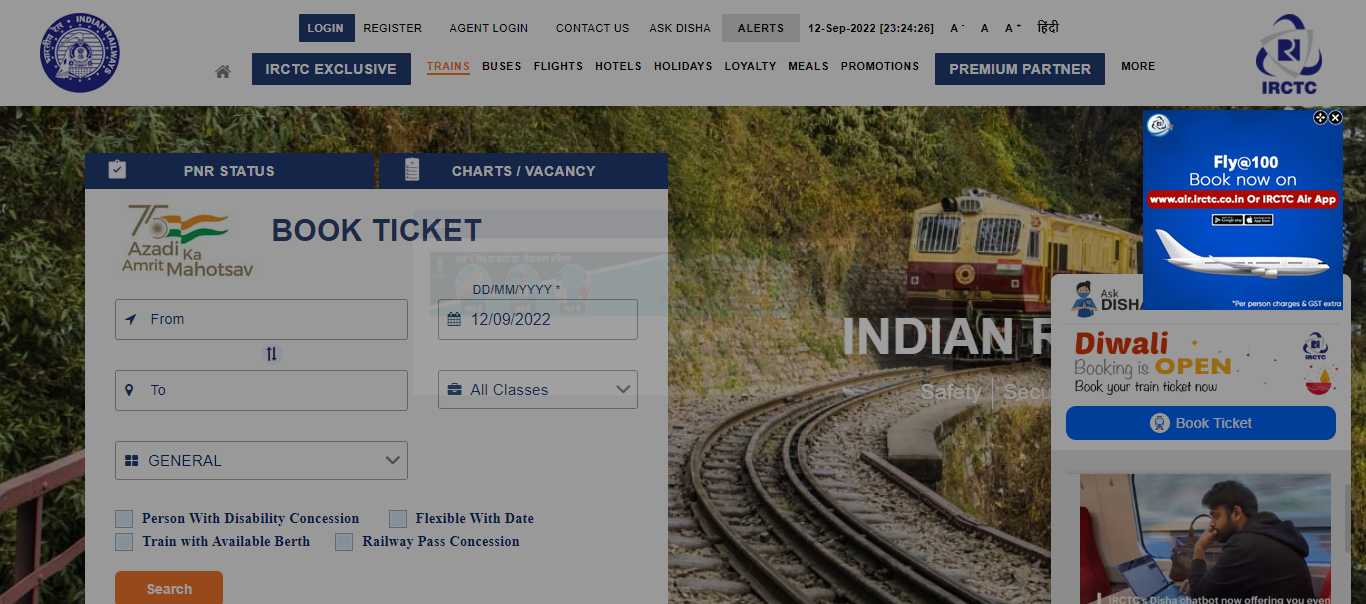 LOGIN REGISTER AGENT LOGIN CONTACT US ASK DISHA ALERTS 12-Sep-2022 [23:24:26] A- A A+ हिंदी
IRCTC EXCLUSIVE TRAINS BUSES FLIGHTS HOTELS HOLIDAYS LOYALTY MEALS PROMOTIONS PREMIUM PARTNER MORE
भारतीय रेल INDIAN RAILWAYS
IRCTC
PNR STATUS CHARTS / VACANCY
75
Azadi Ka
Amrit Mahotsav
BOOK TICKET
DD/MM/YYYY *
From
12/09/2022
To
All Classes
GENERAL
Person With Disability Concession
Flexible With Date
Train with Available Berth
Railway Pass Concession
Search
INDIAN R
Safety | Secu
Fly@100
Book now on
www.air.irctc.co.in Or IRCTC Air App
*Per person charges & GST extra
Ask
DISHA
Diwali
Booking is OPEN
Book your train ticket now
IRCTC
Book Ticket
IRCTC's Disha chatbot now offering you even